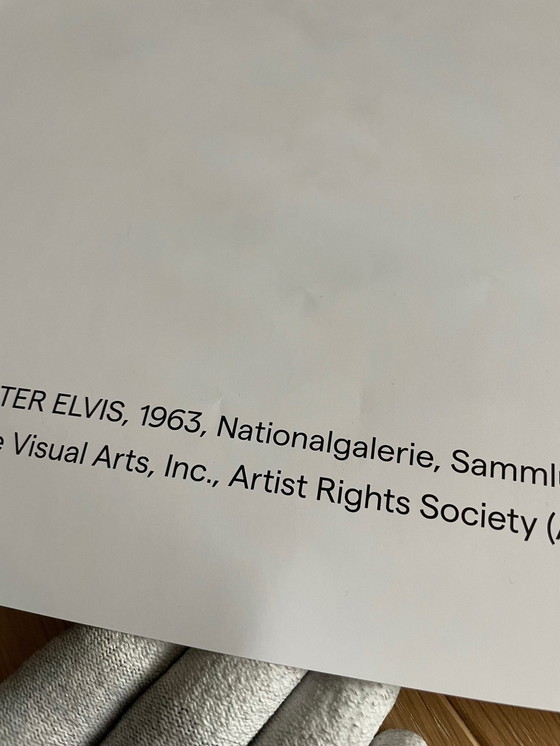 TER ELVIS, 1963, Nationalgalerie, Samml
e Visual Arts, Inc., Artist Rights Society (